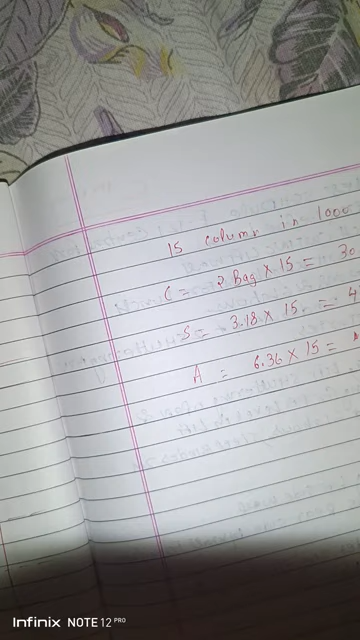 15 column in 1000
C = 2 Bag × 15 = 30
S = 3.18 × 15 = 4
A = 6.36 × 15 =
Infinix NOTE 12 PRO